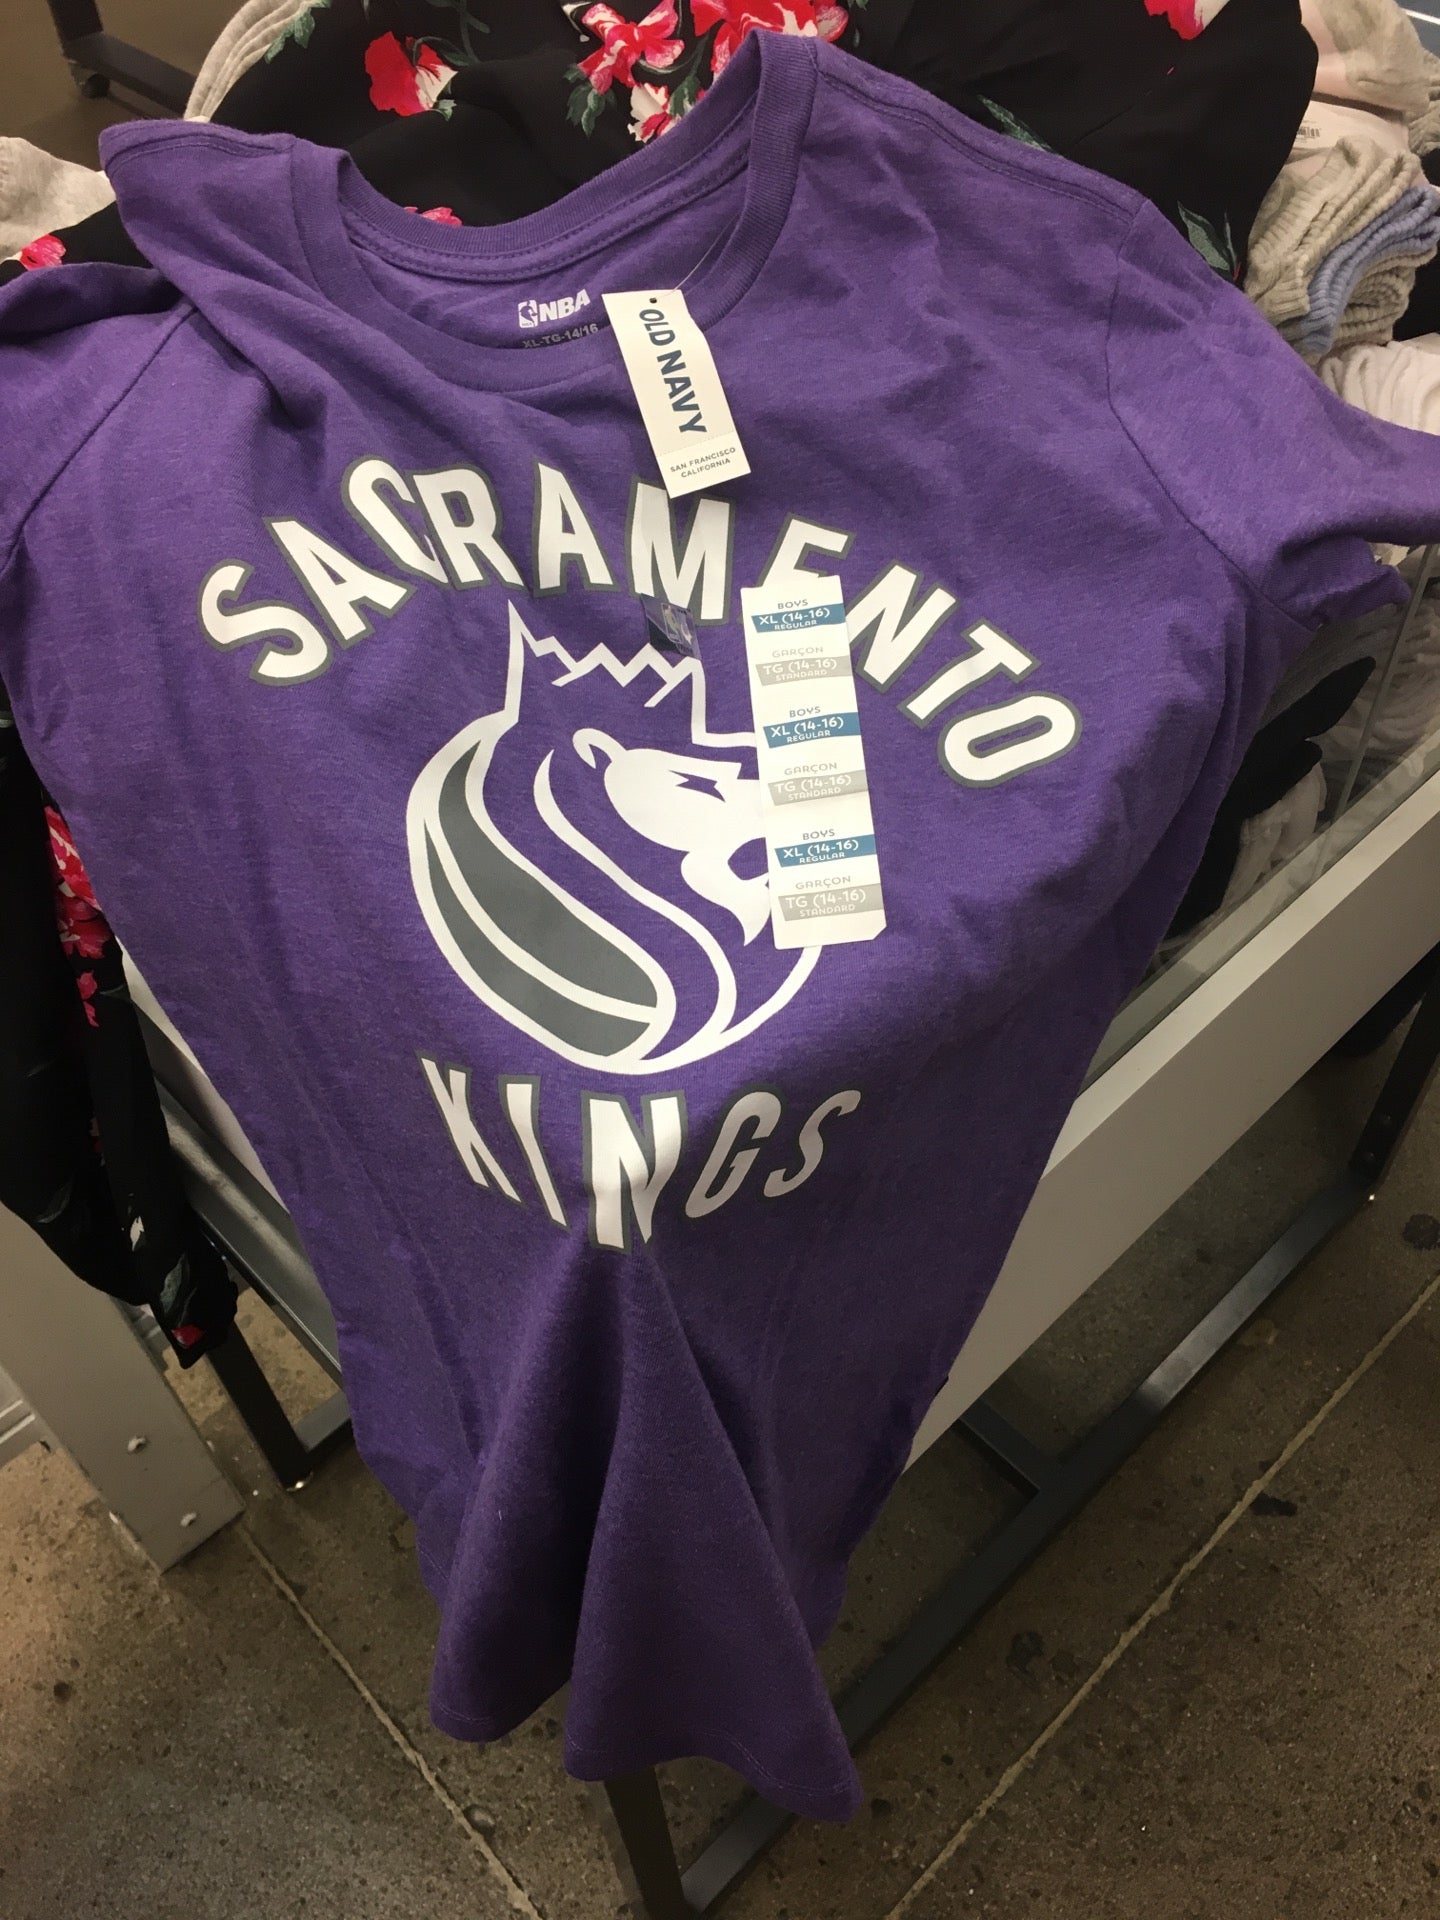 NBA
XL-TG-14/16
OLD NAVY
SAN FRANCISCO
CALIFORNIA
SACRAMENTO
BOYS
XL (14-16)
REGULAR
GARÇON
TG (14-16)
STANDARD
BOYS
XL (14-16)
REGULAR
GARÇON
TG (14-16)
STANDARD
BOYS
XL (14-16)
REGULAR
GARÇON
TG (14-16)
STANDARD
KINGS